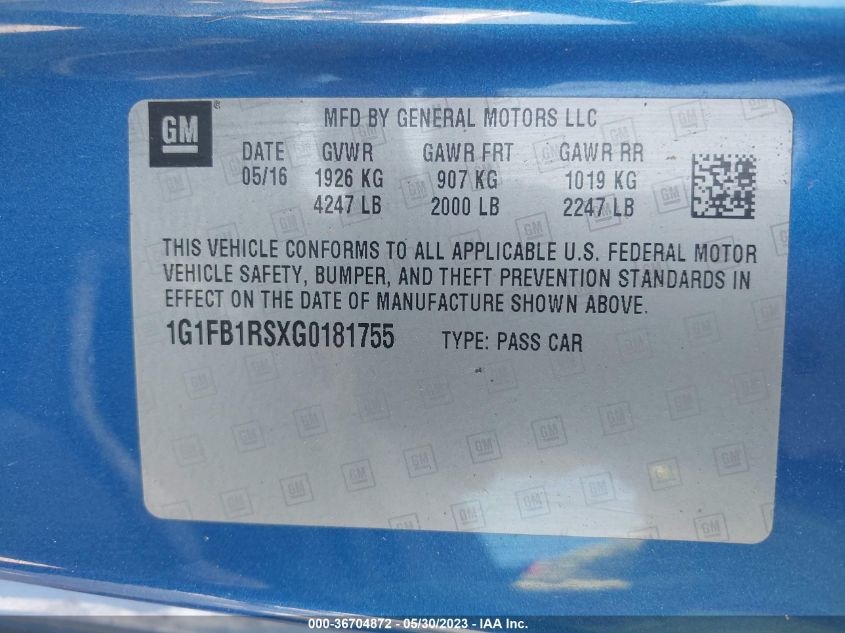 GM
MFD BY GENERAL MOTORS LLC
DATE GVWR GAWR FRT GAWR RR
05/16 1926 KG 907 KG 1019 KG
4247 LB 2000 LB 2247 LB
THIS VEHICLE CONFORMS TO ALL APPLICABLE U.S. FEDERAL MOTOR
VEHICLE SAFETY, BUMPER, AND THEFT PREVENTION STANDARDS IN
EFFECT ON THE DATE OF MANUFACTURE SHOWN ABOVE.
1G1FB1RSXG0181755 TYPE: PASS CAR
000-36704872 - 05/30/2023 - IAA Inc.